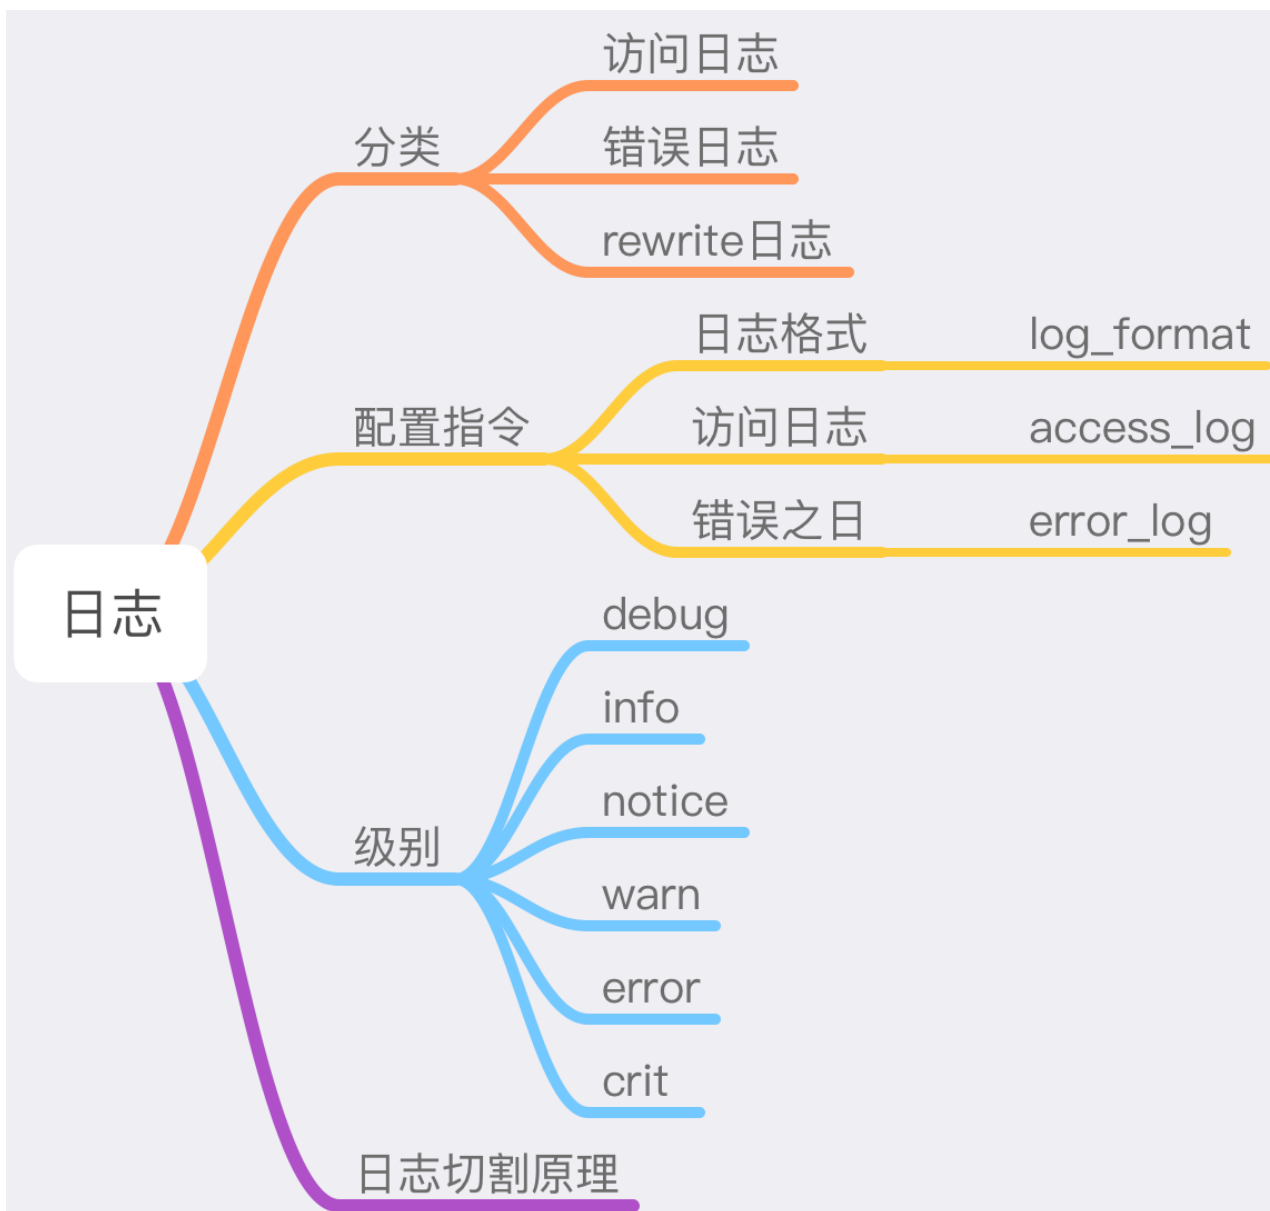 访问日志
分类
错误日志
rewrite日志
日志格式
log_format
配置指令
访问日志
access_log
错误之日
error_log
日志
debug
info
notice
级别
warn
error
crit
日志切割原理